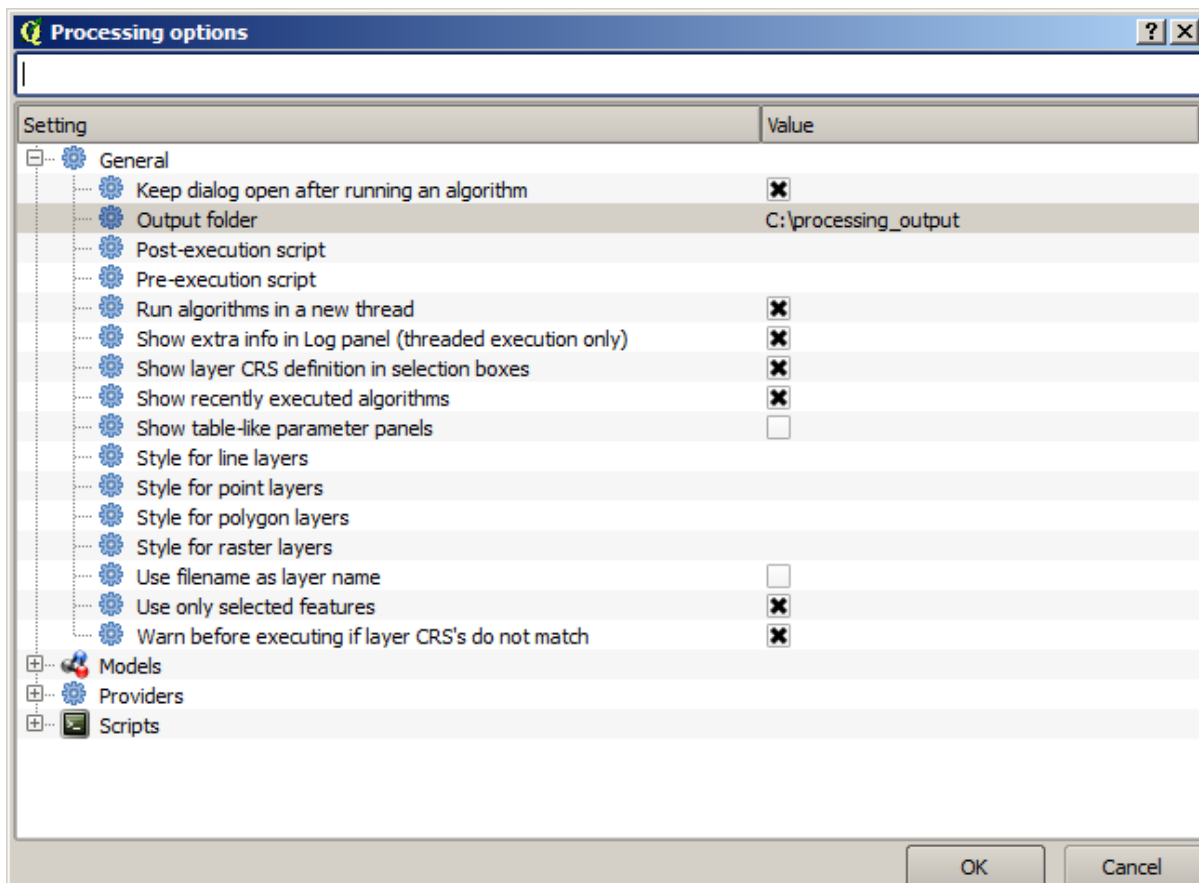 Processing options
Setting Value
General
Keep dialog open after running an algorithm
Output folder C:\processing_output
Post-execution script
Pre-execution script
Run algorithms in a new thread
Show extra info in Log panel (threaded execution only)
Show layer CRS definition in selection boxes
Show recently executed algorithms
Show table-like parameter panels
Style for line layers
Style for point layers
Style for polygon layers
Style for raster layers
Use filename as layer name
Use only selected features
Warn before executing if layer CRS's do not match
Models
Providers
Scripts
OK Cancel